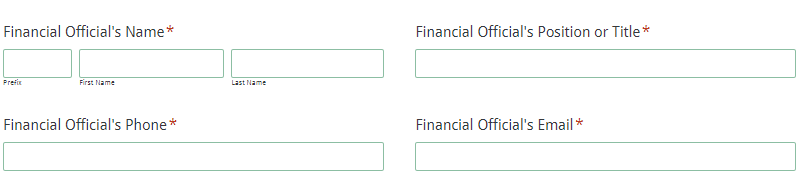 Financial Official's Name*
Financial Official's Position or Title*
Prefix
First Name
Last Name
Financial Official's Phone*
Financial Official's Email*